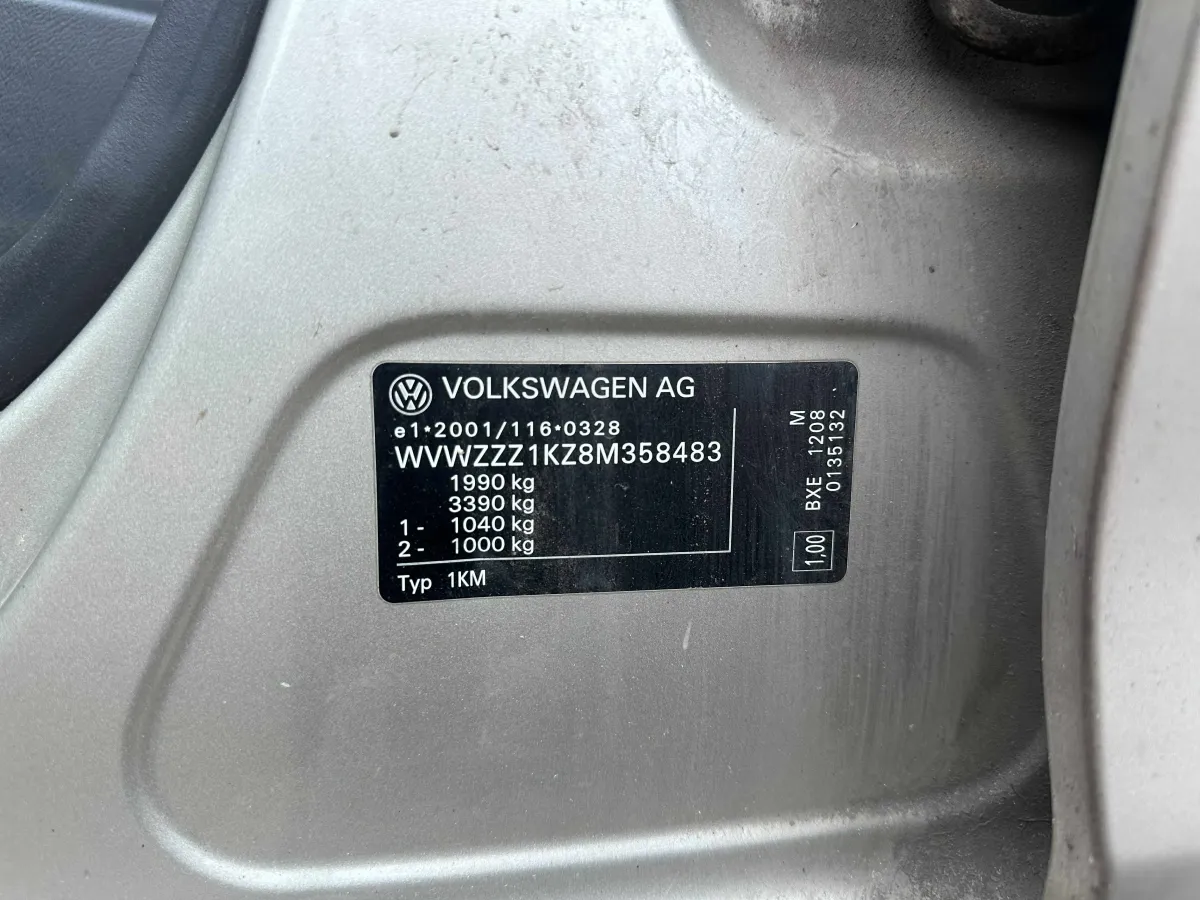 VOLKSWAGEN AG
e1*2001/116*0328
WVWZZZ1KZ8M358483
1990 kg
3390 kg
1- 1040 kg
2- 1000 kg
Typ 1KM
M
BXE 1208
0135132
1,00